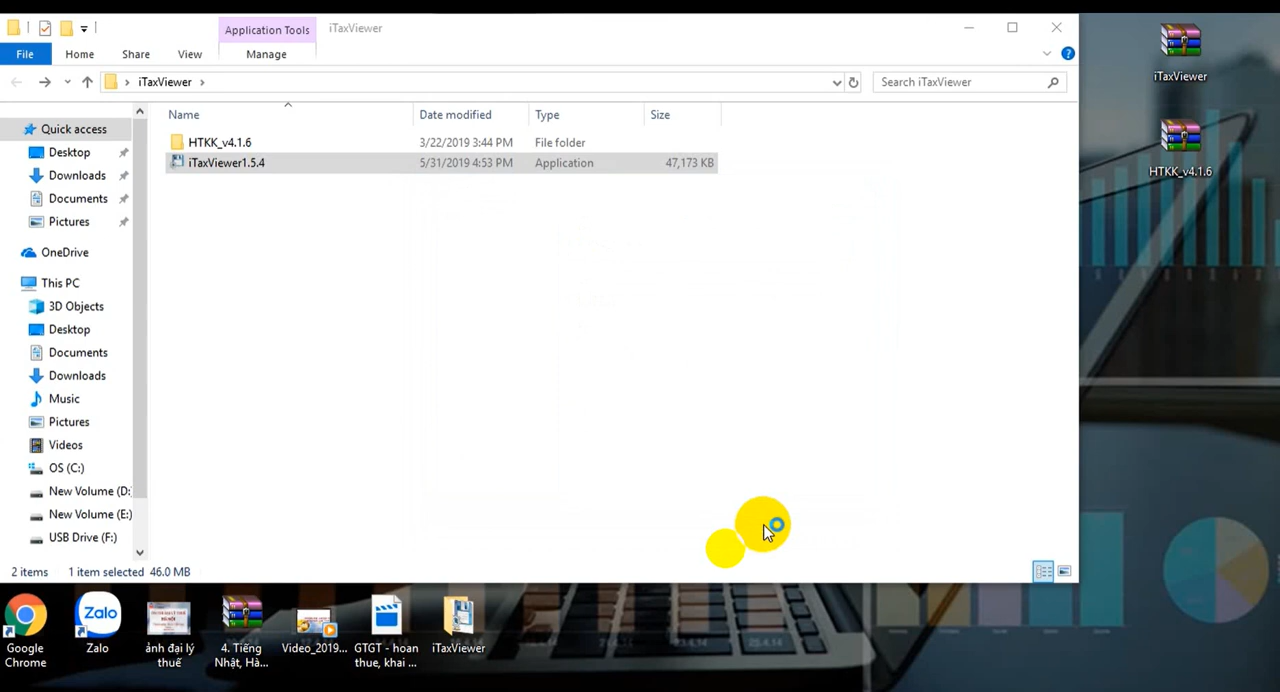 Application Tools
iTaxViewer
File
Home
Share
View
Manage
iTaxViewer
Search iTaxViewer
Name
Date modified
Type
Size
HTKK_v4.1.6
3/22/2019 3:44 PM
File folder
iTaxViewer1.5.4
5/31/2019 4:53 PM
Application
47,173 KB
Quick access
Desktop
Downloads
Documents
Pictures
OneDrive
This PC
3D Objects
Desktop
Documents
Downloads
Music
Pictures
Videos
OS (C:)
New Volume (D:
New Volume (E:)
USB Drive (F:)
2 items
1 item selected 46.0 MB
iTaxViewer
HTKK_v4.1.6
Google
Chrome
Zalo
Zalo
ảnh đại lý
thuế
4. Tiếng
Nhật, Hà...
Video_2019...
GTGT - hoan
thue, khai ...
iTaxViewer